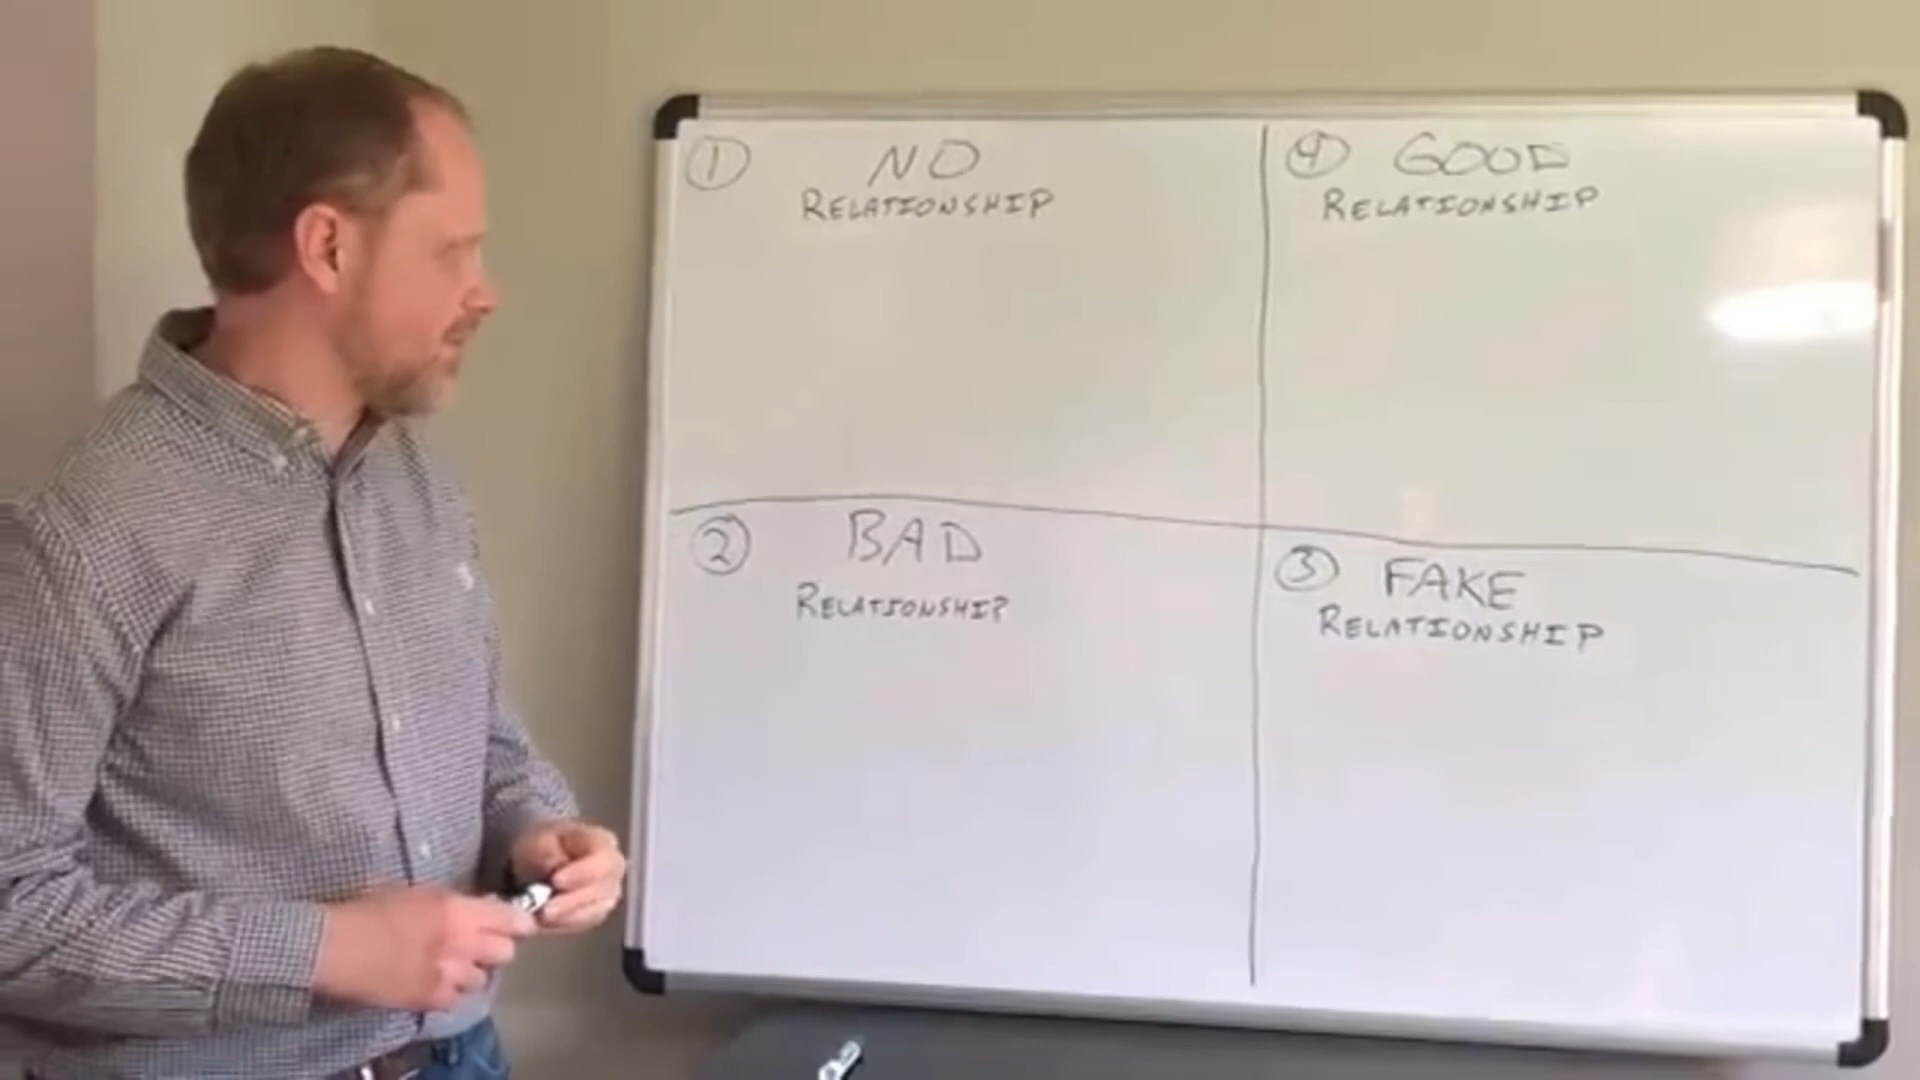 ① NO
RELATIONSHIP
④ GOOD
RELATIONSHIP
② BAD
RELATIONSHIP
③ FAKE
RELATIONSHIP